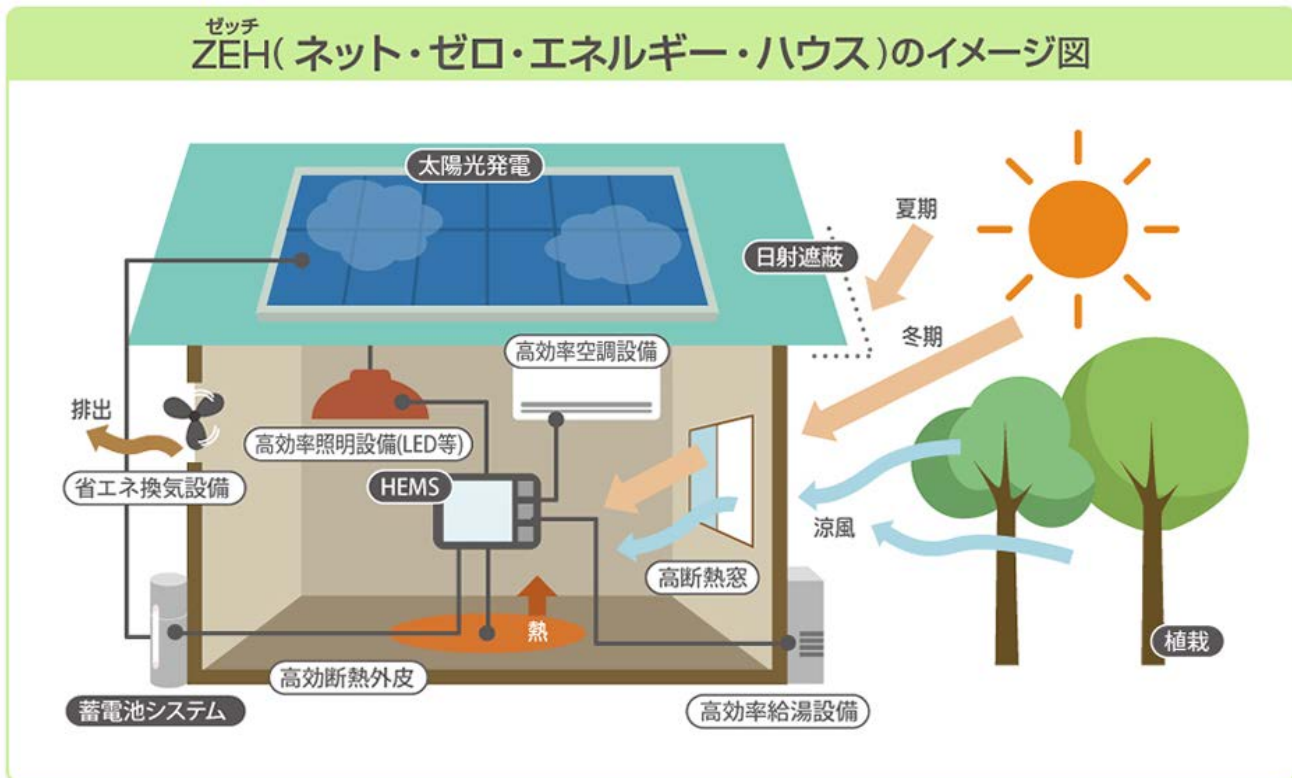 ゼッチ
ZEH(ネット・ゼロ・エネルギー・ハウス)のイメージ図
太陽光発電
夏期
日射遮蔽
冬期
高効率空調設備
排出
高効率照明設備(LED等)
省エネ換気設備
HEMS
涼風
高断熱窓
熱
植栽
高効断熱外皮
蓄電池システム
高効率給湯設備